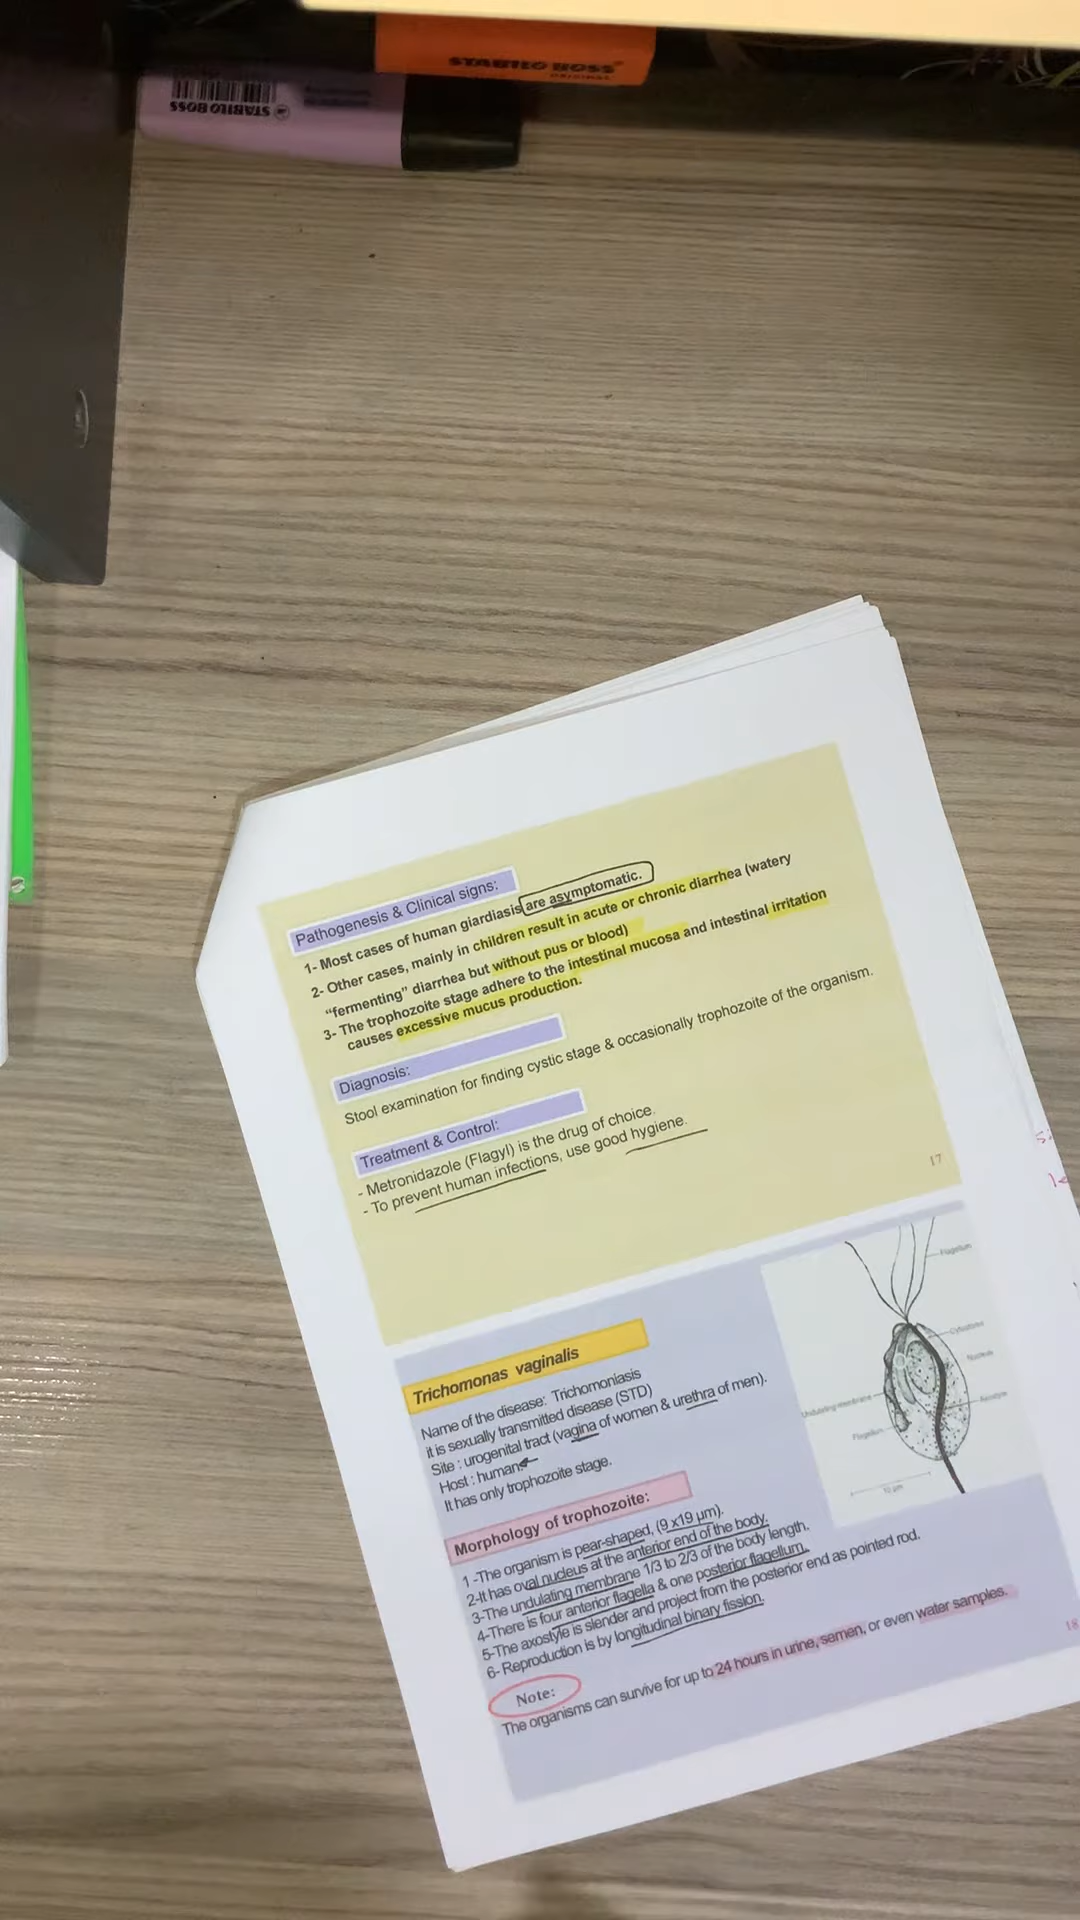 STABILO BOSS
ORIGINAL
STABILO BOSS
Pathogenesis & Clinical signs:
1- Most cases of human giardiasis are asymptomatic.
2- Other cases, mainly in children result in acute or chronic diarrhea (watery
“fermenting” diarrhea but without pus or blood)
3- The trophozoite stage adhere to the intestinal mucosa and intestinal irritation
causes excessive mucus production.
Diagnosis:
Stool examination for finding cystic stage & occasionally trophozoite of the organism.
Treatment & Control:
- Metronidazole (Flagyl) is the drug of choice.
- To prevent human infections, use good hygiene.
17
Trichomonas vaginalis
Name of the disease: Trichomoniasis
it is sexually transmitted disease (STD)
Site : urogenital tract (vagina of women & urethra of men).
Host : human
It has only trophozoite stage.
Flagellum
Cytostome
Nucleus
Undulating membrane
Axostyle
Flagellum
10 µm
Morphology of trophozoite:
1 -The organism is pear-shaped, (9 x19 µm).
2-It has oval nucleus at the anterior end of the body.
3-The undulating membrane 1/3 to 2/3 of the body length.
4-There is four anterior flagella & one posterior flagellum.
5-The axostyle is slender and project from the posterior end as pointed rod.
6- Reproduction is by longitudinal binary fission.
Note:
The organisms can survive for up to 24 hours in urine, semen, or even water samples.
18